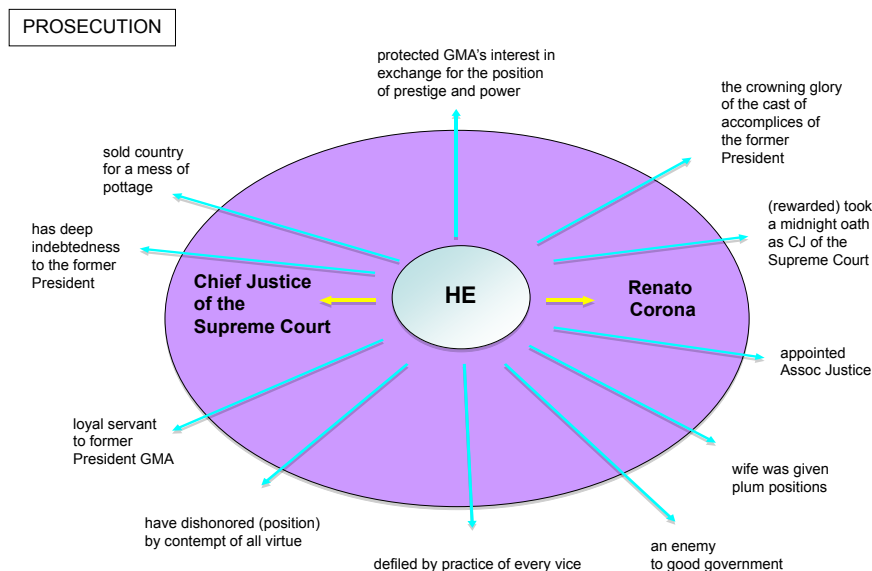 PROSECUTION
protected GMA's interest in
exchange for the position
of prestige and power
the crowning glory
of the cast of
accomplices of
the former
President
sold country
for a mess of
pottage
(rewarded) took
a midnight oath
as CJ of the
Supreme Court
has deep
indebtedness
to the former
President
Chief Justice
of the
Supreme Court
HE
Renato
Corona
appointed
Assoc Justice
loyal servant
to former
President GMA
wife was given
plum positions
have dishonored (position)
by contempt of all virtue
defiled by practice of every vice
an enemy
to good government